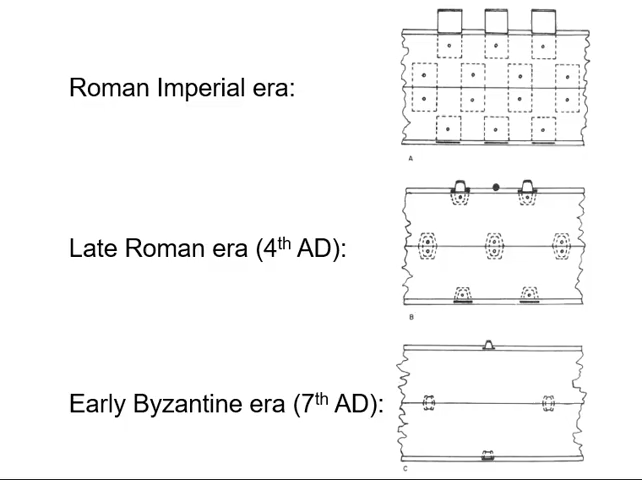 Roman Imperial era:
A
Late Roman era (4th AD):
B
Early Byzantine era (7th AD):
C